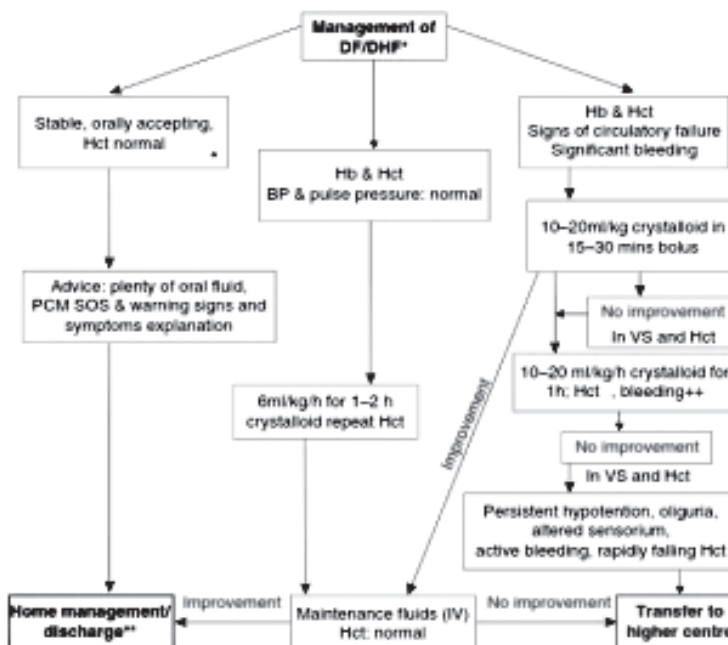 Management of
DF/DHF*
Stable, orally accepting,
Hct normal
Hb & Hct
BP & pulse pressure: normal
Hb & Hct
Signs of circulatory failure
Significant bleeding
10–20ml/kg crystalloid in
15–30 mins bolus
Advice: plenty of oral fluid,
PCM SOS & warning signs and
symptoms explanation
No improvement
In VS and Hct
10–20 ml/kg/h crystalloid for
1h; Hct , bleeding++
6ml/kg/h for 1–2 h
crystalloid repeat Hct
Improvement
No improvement
In VS and Hct
Persistent hypotention, oliguria,
altered sensorium,
active bleeding, rapidly falling Hct
Home management/
discharge**
Improvement
Maintenance fluids (IV)
Hct: normal
No improvement
Transfer to
higher centre